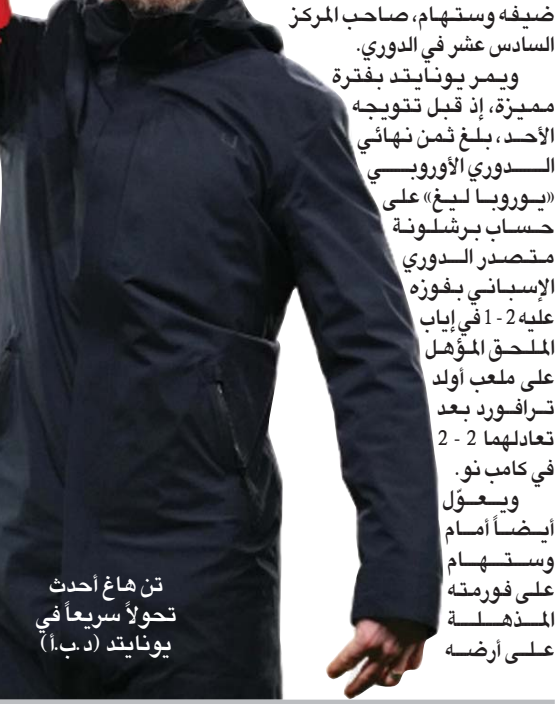 ضيفه وستهام، صاحب المركز
السادس عشر في الدوري.
ويمر يونايتد بفترة
مميزة، إذ قبل تتويجه
الأحد، بلغ ثمن نهائي
الدوري الأوروبي
«يوروبا ليغ» على
حساب برشلونة
متصدر الدوري
الإسباني بفوزه
عليه 2 - 1 في إياب
الملحق المؤهل
على ملعب أولد
ترافورد بعد
تعادلهما 2 - 2
في كامب نو.
ويعوّل
أيضاً أمام
وستهام
على فورمته
المذهلة
على أرضه
تن هاغ أحدث
تحولاً سريعاً في
يونايتد (د.ب.أ)